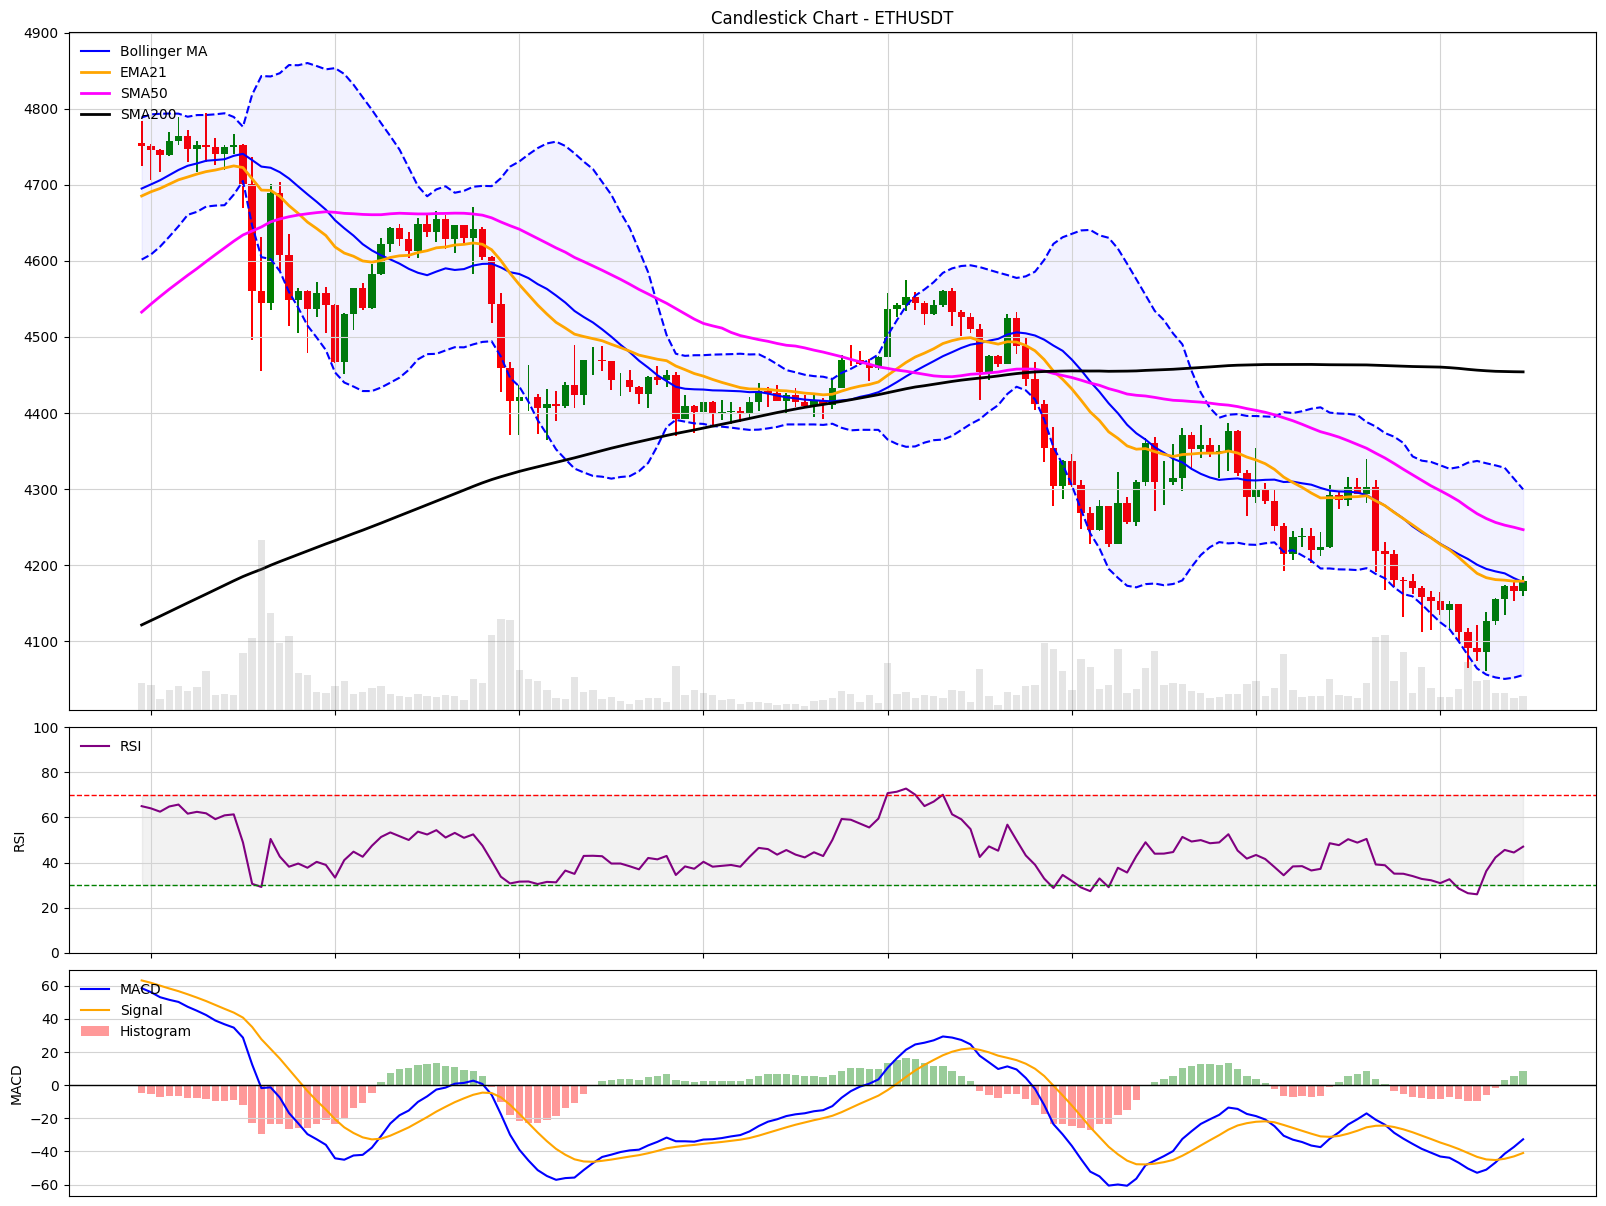 Candlestick Chart - ETHUSDT
4900
4800
4700
4600
4500
4400
4300
4200
4100
Bollinger MA
EMA21
SMA50
SMA200
100
80
60
40
20
0
RSI
RSI
60
40
20
0
−20
−40
−60
MACD
MACD
Signal
Histogram